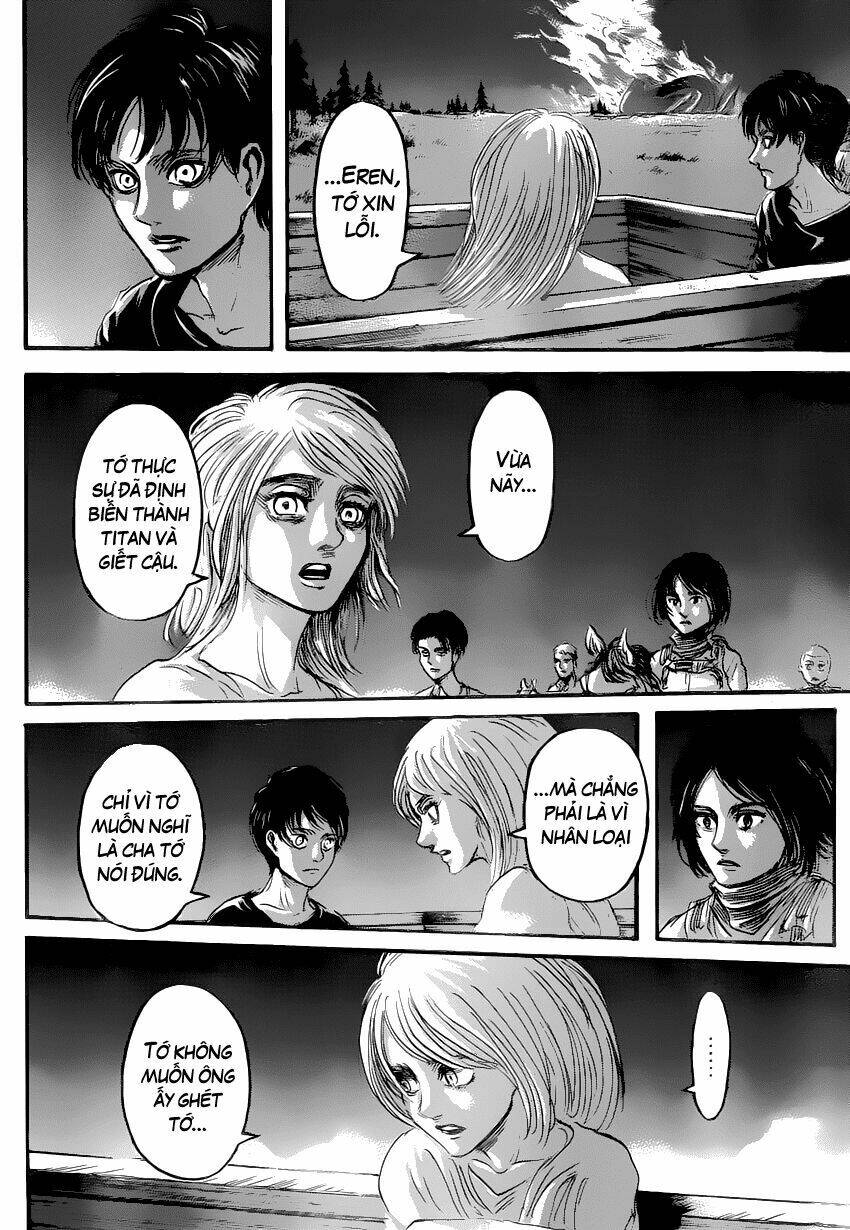 ...EREN,
TỚ XIN
LỖI.
VỪA
NÃY...
TỚ THỰC
SỰ ĐÃ ĐỊNH
BIẾN THÀNH
TITAN VÀ
GIẾT CẬU.
...MÀ CHẲNG
PHẢI LÀ VÌ
NHÂN LOẠI
CHỈ VÌ TỚ
MUỐN NGHĨ
LÀ CHA TỚ
NÓI ĐÚNG.
......
TỚ KHÔNG
MUỐN ÔNG
ẤY GHÉT
TỚ...